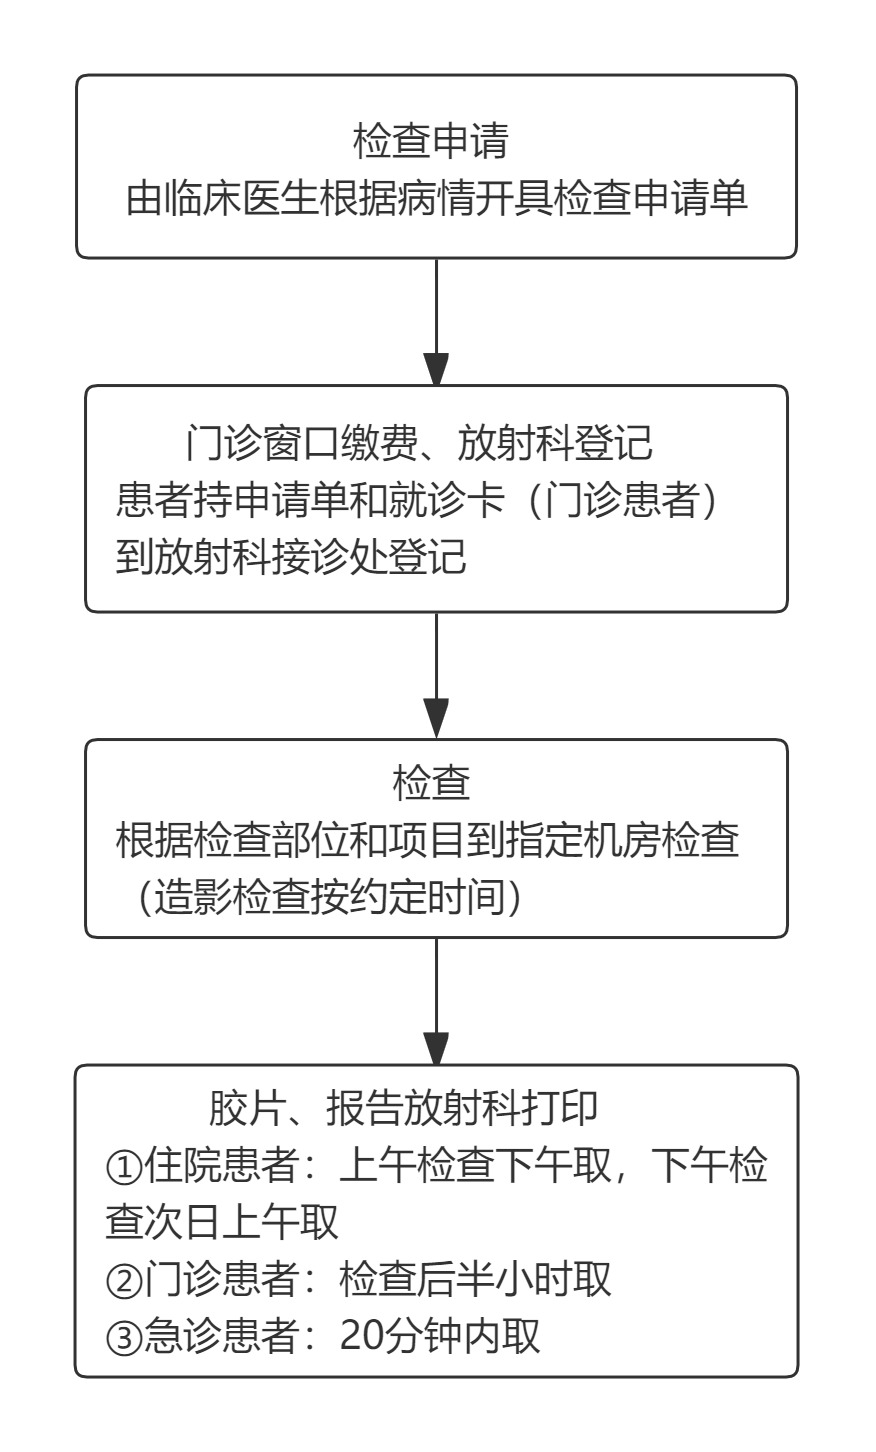 检查申请
由临床医生根据病情开具检查申请单
门诊窗口缴费、放射科登记
患者持申请单和就诊卡（门诊患者）
到放射科接诊处登记
检查
根据检查部位和项目到指定机房检查
（造影检查按约定时间）
胶片、报告放射科打印
①住院患者：上午检查下午取，下午检
查次日上午取
②门诊患者：检查后半小时取
③急诊患者：20分钟内取